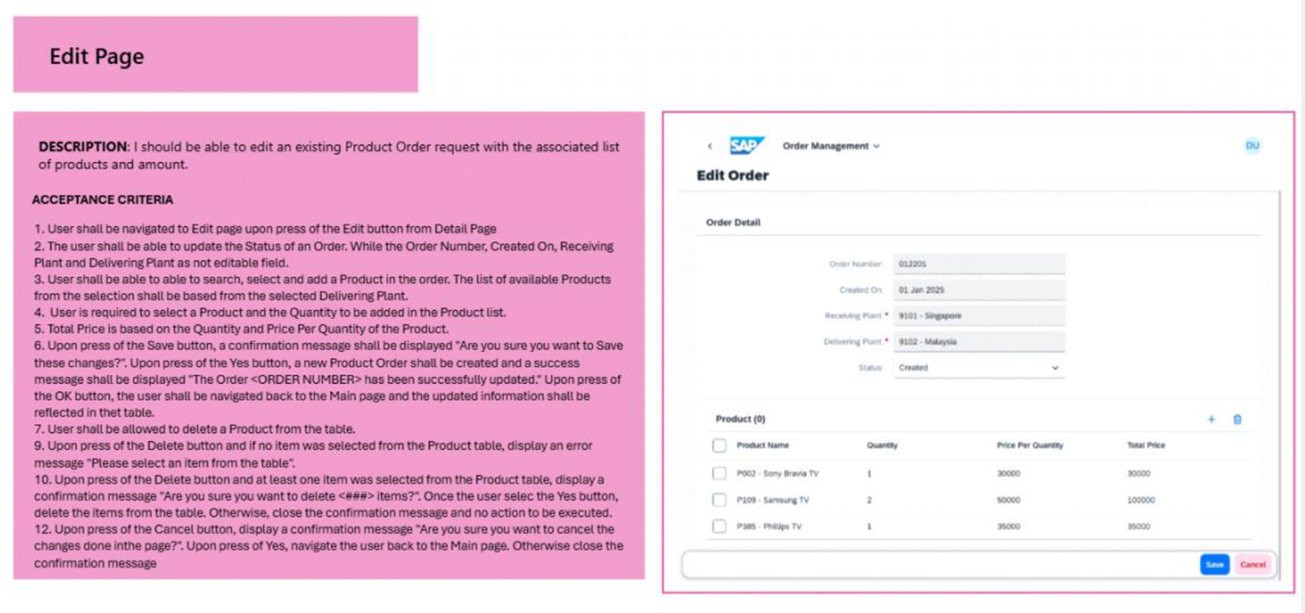 Edit Page
DESCRIPTION: I should be able to edit an existing Product Order request with the associated list
of products and amount.
ACCEPTANCE CRITERIA
1. User shall be navigated to Edit page upon press of the Edit button from Detail Page
2. The user shall be able to update the Status of an Order. While the Order Number, Created On, Receiving
Plant and Delivering Plant as not editable field.
3. User shall be able to able to search, select and add a Product in the order. The list of available Products
from the selection shall be based from the selected Delivering Plant.
4. User is required to select a Product and the Quantity to be added in the Product list.
5. Total Price is based on the Quantity and Price Per Quantity of the Product.
6. Upon press of the Save button, a confirmation message shall be displayed "Are you sure you want to Save
these changes?". Upon press of the Yes button, a new Product Order shall be created and a success
message shall be displayed "The Order <ORDER NUMBER> has been successfully updated." Upon press of
the OK button, the user shall be navigated back to the Main page and the updated information shall be
reflected in thet table.
7. User shall be allowed to delete a Product from the table.
9. Upon press of the Delete button and if no item was selected from the Product table, display an error
message "Please select an item from the table".
10. Upon press of the Delete button and at least one item was selected from the Product table, display a
confirmation message "Are you sure you want to delete <###> items?". Once the user selec the Yes button,
delete the items from the table. Otherwise, close the confirmation message and no action to be executed.
12. Upon press of the Cancel button, display a confirmation message "Are you sure you want to cancel the
changes done inthe page?". Upon press of Yes, navigate the user back to the Main page. Otherwise close the
confirmation message
SAP Order Management DU
Edit Order
Order Detail
Order Number: 012201
Created On: 01 Jan 2025
Receiving Plant * 9101 - Singapore
Delivering Plant: * 9102 - Malaysia
Status: Created
Product (0)
Product Name Quantity Price Per Quantity Total Price
P002 - Sony Bravia TV 1 30000 30000
P109 - Samsung TV 2 50000 100000
P385 - Phillips TV 1 35000 35000
Save Cancel